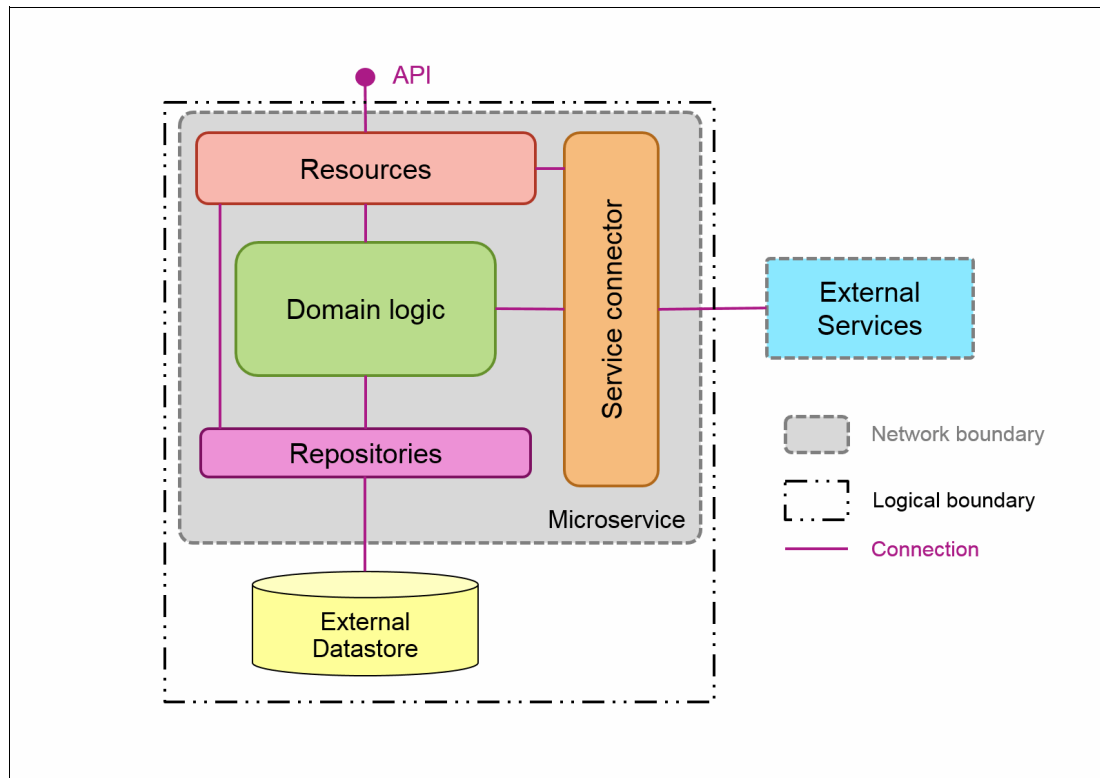 API
Resources
Service connector
Domain logic
External
Services
Repositories
Network boundary
Microservice
Logical boundary
Connection
External
Datastore